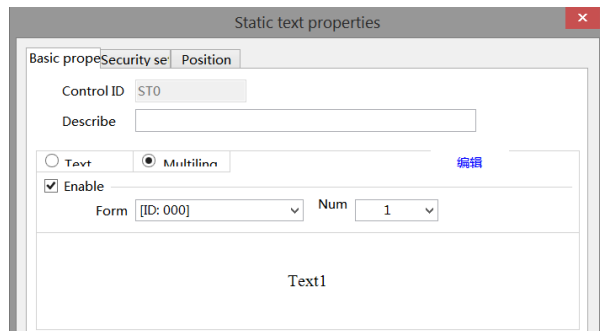 Static text properties
Basic prope Security se Position
Control ID ST0
Describe
Text Multiling 编辑
Enable
Form [ID: 000] Num 1
Text1